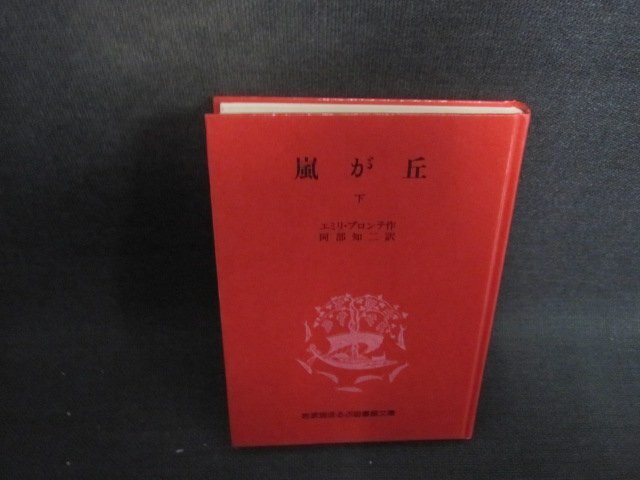 嵐が丘
下
エミリ・ブロンテ作
阿部知二訳